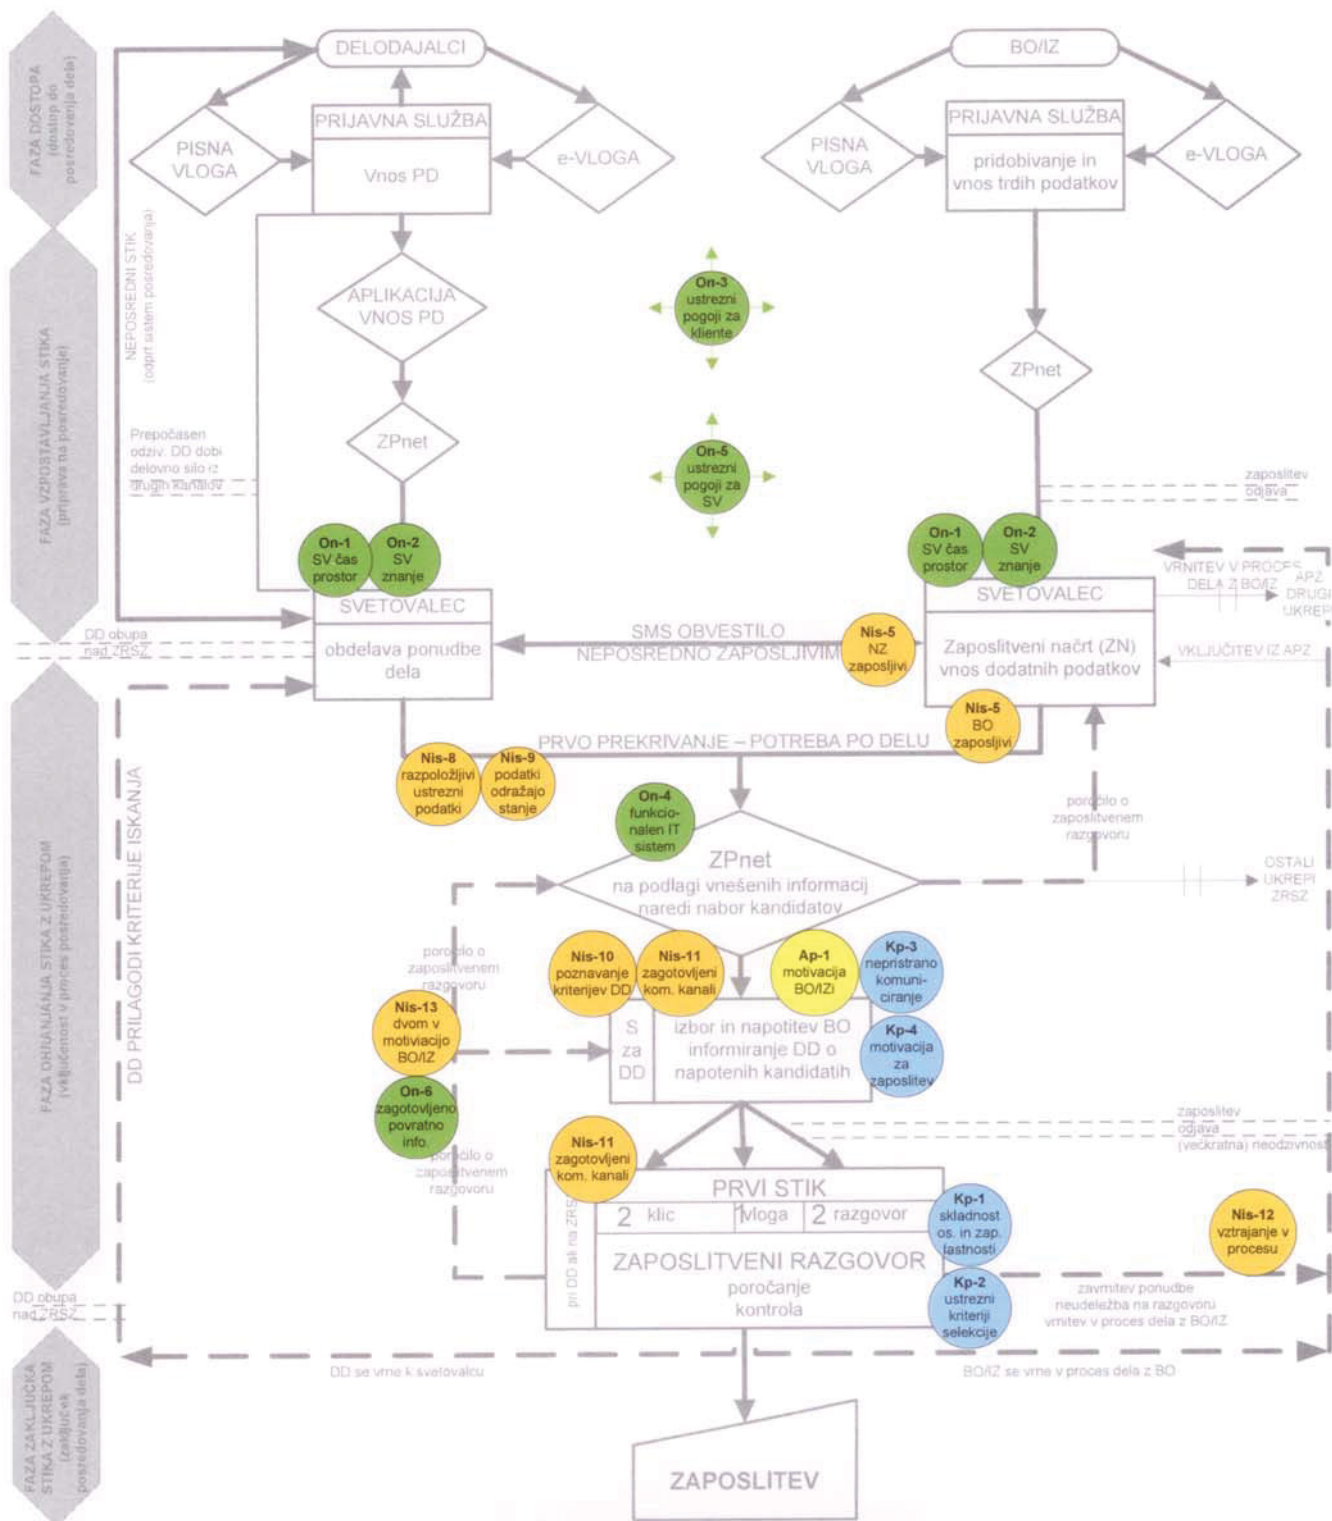 FAZA DOSTOPA
(dostop do
posredovanja dela)
FAZA VZPOSTAVLJANJA STIKA
(priprava na posredovanje)
FAZA OHRANJANJA STIKA Z UKREPOM
(vključenost v proces posredovanja)
FAZA ZAKLJUČKA
STIKA Z UKREPOM
(zaključek
posredovanja dela)
DELODAJALCI
PISNA
VLOGA
PRIJAVNA SLUŽBA
Vnos PD
e-VLOGA
BO/IZ
PISNA
VLOGA
PRIJAVNA SLUŽBA
pridobivanje in
vnos trdih podatkov
e-VLOGA
NEPOSREDNI STIK
(odprt sistem posredovanja)
APLIKACIJA
VNOS PD
ZPnet
Prepočasen
odziv. DD dobi
delovno silo iz
drugih kanalov
On-3
ustrezni
pogoji za
kliente
On-5
ustrezni
pogoji za
SV
ZPnet
zaposlitev
odjava
On-1
SV čas
prostor
On-2
SV
znanje
On-1
SV čas
prostor
On-2
SV
znanje
SVETOVALEC
obdelava ponudbe
dela
DD obupa
nad ZRSZ
SMS OBVESTILO
NEPOSREDNO ZAPOSLJIVIM
Nis-5
NZ
zaposljivi
SVETOVALEC
Zaposlitveni načrt (ZN)
vnos dodatnih podatkov
VRNITEV V PROCES
DELA Z BO/IZ
APZ
DRUGI
UKREPI
VKLJUČITEV IZ APZ
Nis-5
BO
zaposljivi
PRVO PREKRIVANJE – POTREBA PO DELU
Nis-8
razpoložljivi
ustrezni
podatki
Nis-9
podatki
odražajo
stanje
On-4
funkcio-
nalen IT
sistem
ZPnet
na podlagi vnešenih informacij
naredi nabor kandidatov
poročilo o
zaposlitvenem
razgovoru
OSTALI
UKREPI
ZRSZ
DD PRILAGODI KRITERIJE ISKANJA
poročilo o
zaposlitvenem
razgovoru
Nis-10
poznavanje
kriterijev DD
Nis-11
zagotovljeni
kom. kanali
Ap-1
motivacija
BO/IZi
Kp-3
nepristrano
komuni-
ciranje
Nis-13
dvom v
motiviacijo
BO/IZ
On-6
zagotovljeno
povratno
info.
S
za
DD
izbor in napotitev BO
informiranje DD o
napotenih kandidatih
Kp-4
motivacija
za
zaposlitev
zaposlitev
odjava
(večkratna) neodzivnost
poročilo o
zaposlitvenem
razgovoru
Nis-11
zagotovljeni
kom. kanali
PRVI STIK
2 klic
1 vloga
2 razgovor
pri DD ali na ZRSZ
ZAPOSLITVENI RAZGOVOR
poročanje
kontrola
Kp-1
skladnost
os. in zap.
lastnosti
Kp-2
ustrezni
kriteriji
selekcije
Nis-12
vztrajanje v
procesu
zavrnitev ponudbe
neudeležba na razgovoru
vrnitev v proces dela z BO/IZ
DD obupa
nad ZRSZ
DD se vrne k svetovalcu
BO/IZ se vrne v proces dela z BO
ZAPOSLITEV